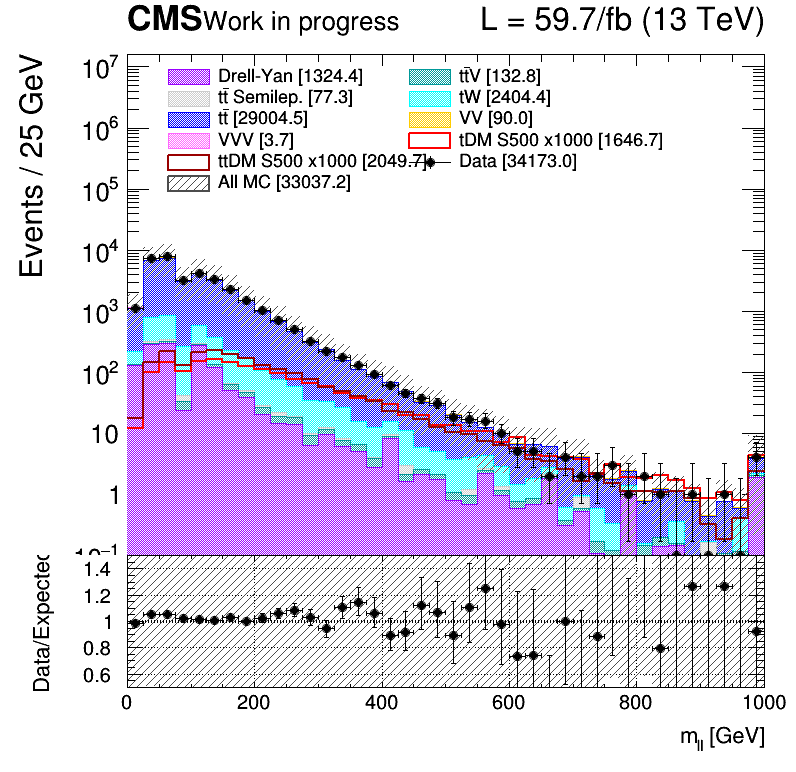 CMS Work in progress L = 59.7/fb (13 TeV)
Events / 25 GeV
Drell-Yan [1324.4] tt̄V [132.8]
tt̄ Semilep. [77.3] tW [2404.4]
tt̄ [29004.5] VV [90.0]
VVV [3.7] tDM S500 x1000 [1646.7]
ttDM S500 x1000 [2049.7] Data [34173.0]
All MC [33037.2]
10⁷
10⁶
10⁵
10⁴
10³
10²
10
1
10⁻¹
Data/Expected
1.4
1.2
1
0.8
0.6
0 200 400 600 800 1000
m_ll [GeV]